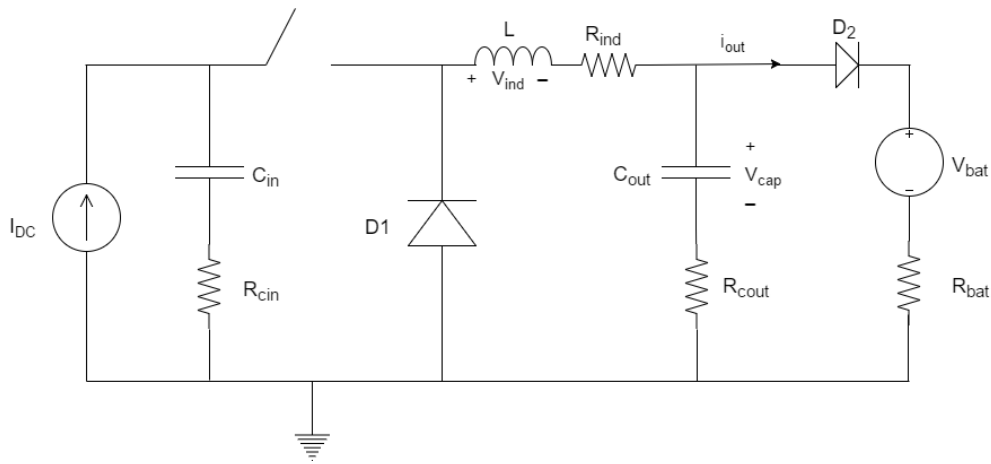 L
R_ind
i_out
D_2
+ V_ind −
C_in
C_out
+
V_cap
−
+
V_bat
−
I_DC
D1
R_cin
R_cout
R_bat